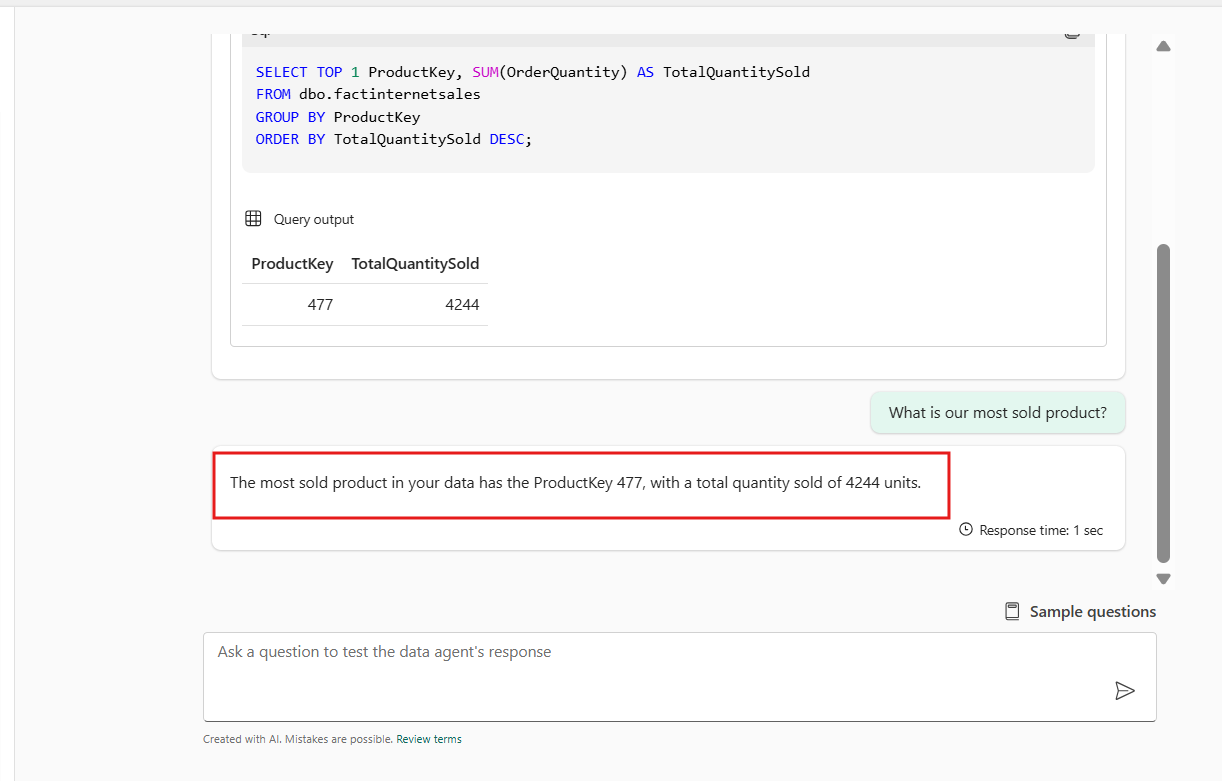 SELECT TOP 1 ProductKey, SUM(OrderQuantity) AS TotalQuantitySold
FROM dbo.factinternetsales
GROUP BY ProductKey
ORDER BY TotalQuantitySold DESC;
Query output
ProductKey TotalQuantitySold
477 4244
What is our most sold product?
The most sold product in your data has the ProductKey 477, with a total quantity sold of 4244 units.
Response time: 1 sec
Sample questions
Ask a question to test the data agent's response
Created with AI. Mistakes are possible. Review terms